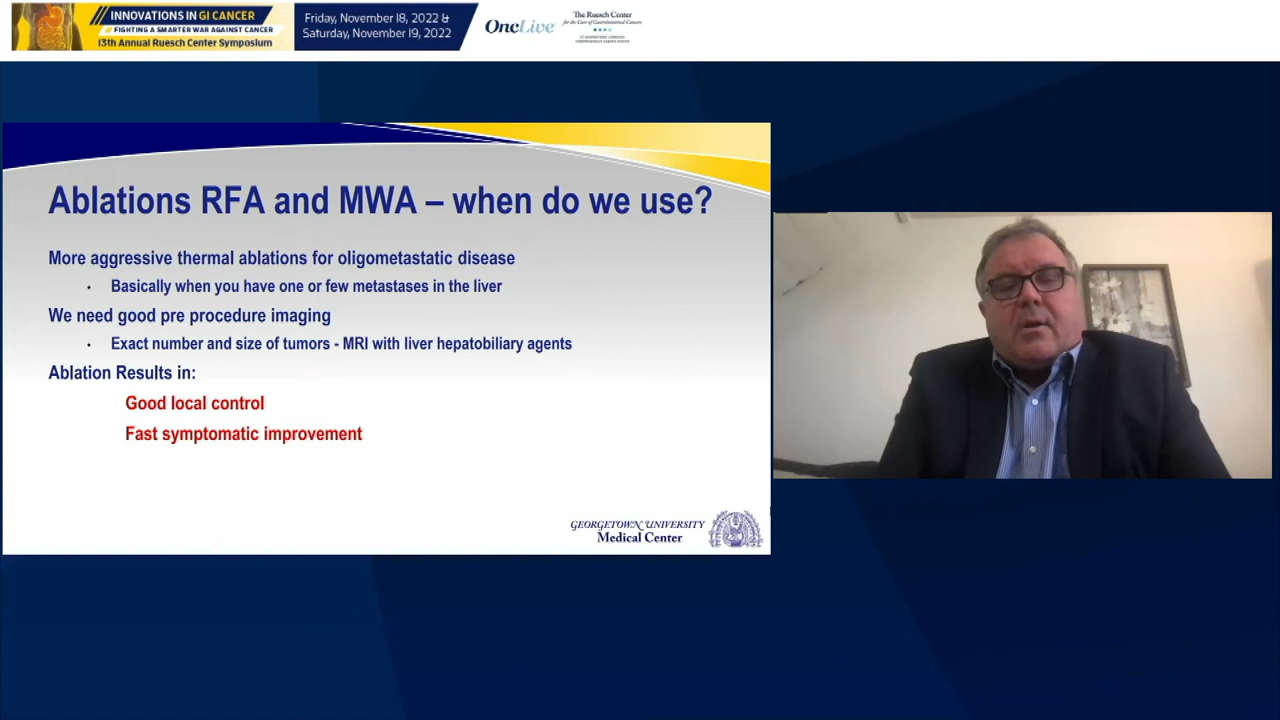 INNOVATIONS IN GI CANCER
FIGHTING A SMARTER WAR AGAINST CANCER
13th Annual Ruesch Center Symposium
Friday, November 18, 2022 &
Saturday, November 19, 2022
OncLive
The Ruesch Center
for the Cure of Gastrointestinal Cancers
Ablations RFA and MWA – when do we use?
More aggressive thermal ablations for oligometastatic disease
• Basically when you have one or few metastases in the liver
We need good pre procedure imaging
• Exact number and size of tumors - MRI with liver hepatobiliary agents
Ablation Results in:
Good local control
Fast symptomatic improvement
GEORGETOWN UNIVERSITY
Medical Center